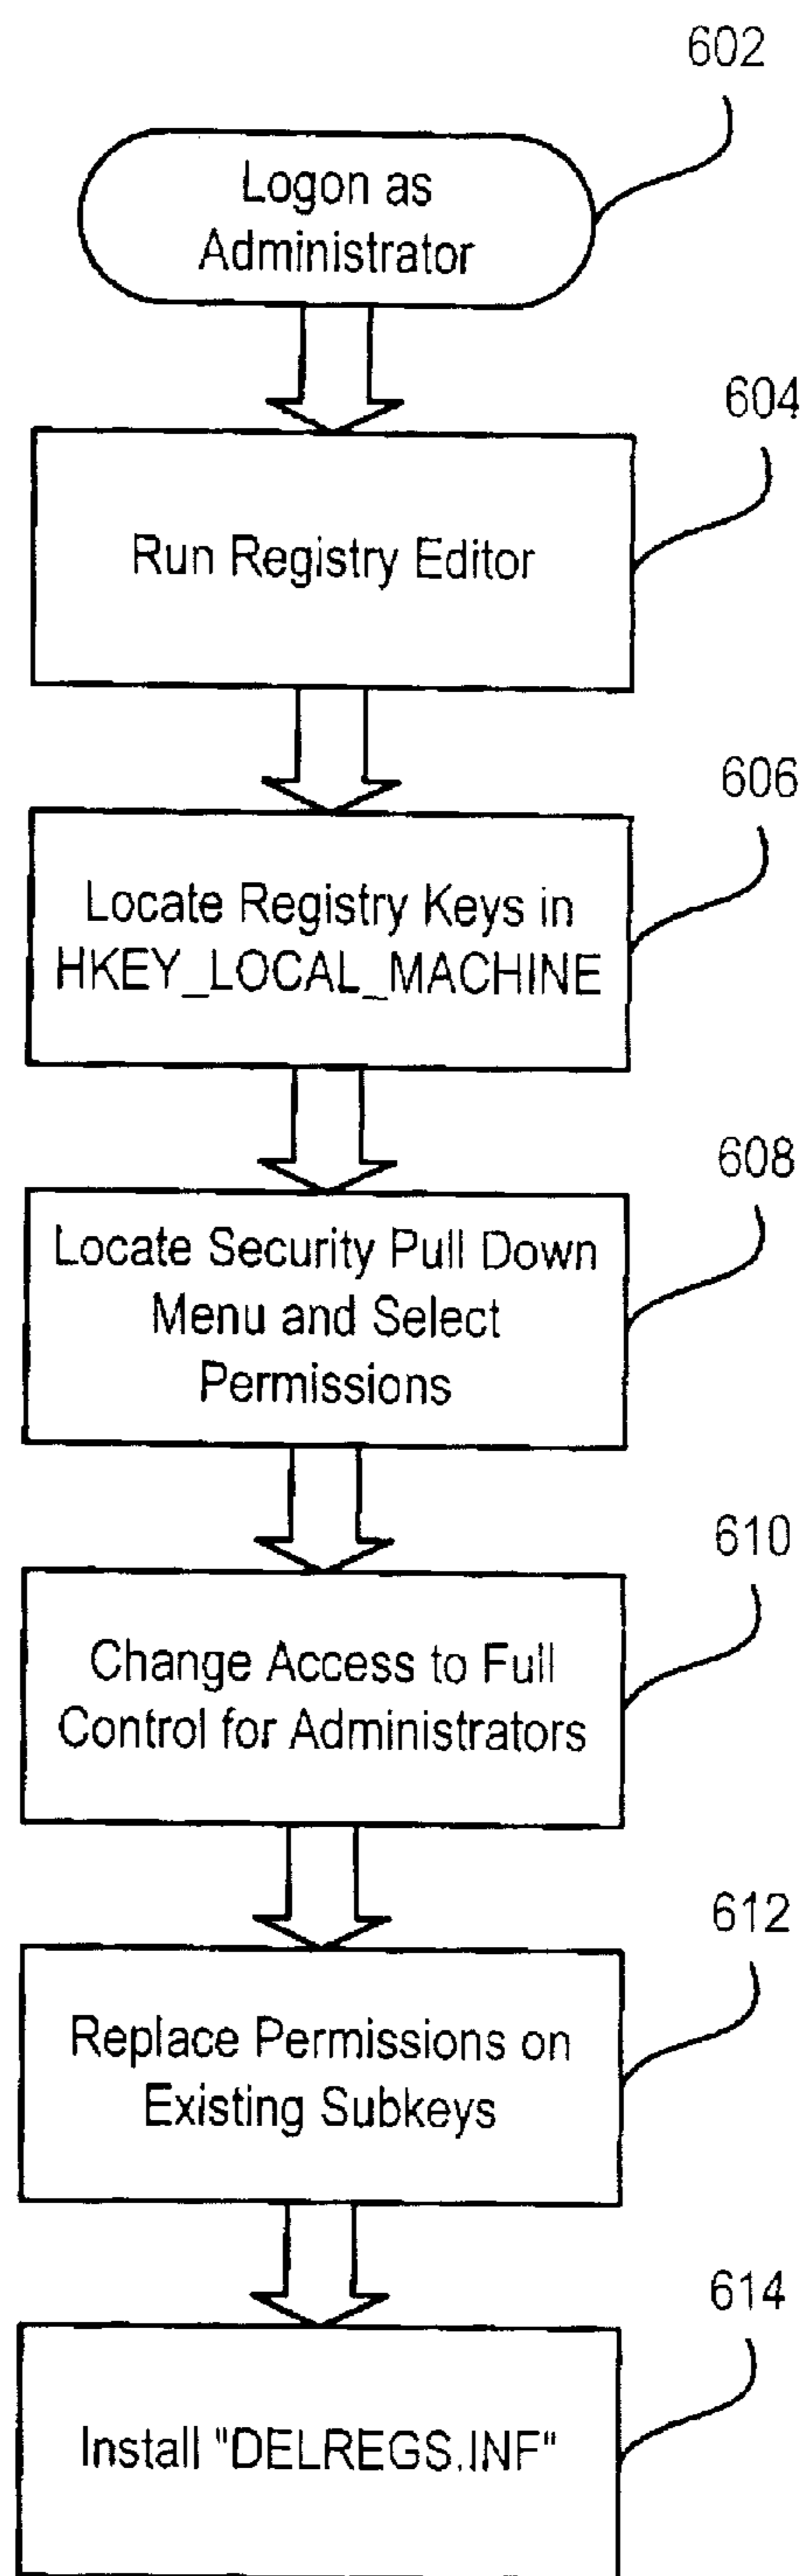 602
Logon as
Administrator
604
Run Registry Editor
606
Locate Registry Keys in
HKEY_LOCAL_MACHINE
608
Locate Security Pull Down
Menu and Select
Permissions
610
Change Access to Full
Control for Administrators
612
Replace Permissions on
Existing Subkeys
614
Install "DELREGS.INF"